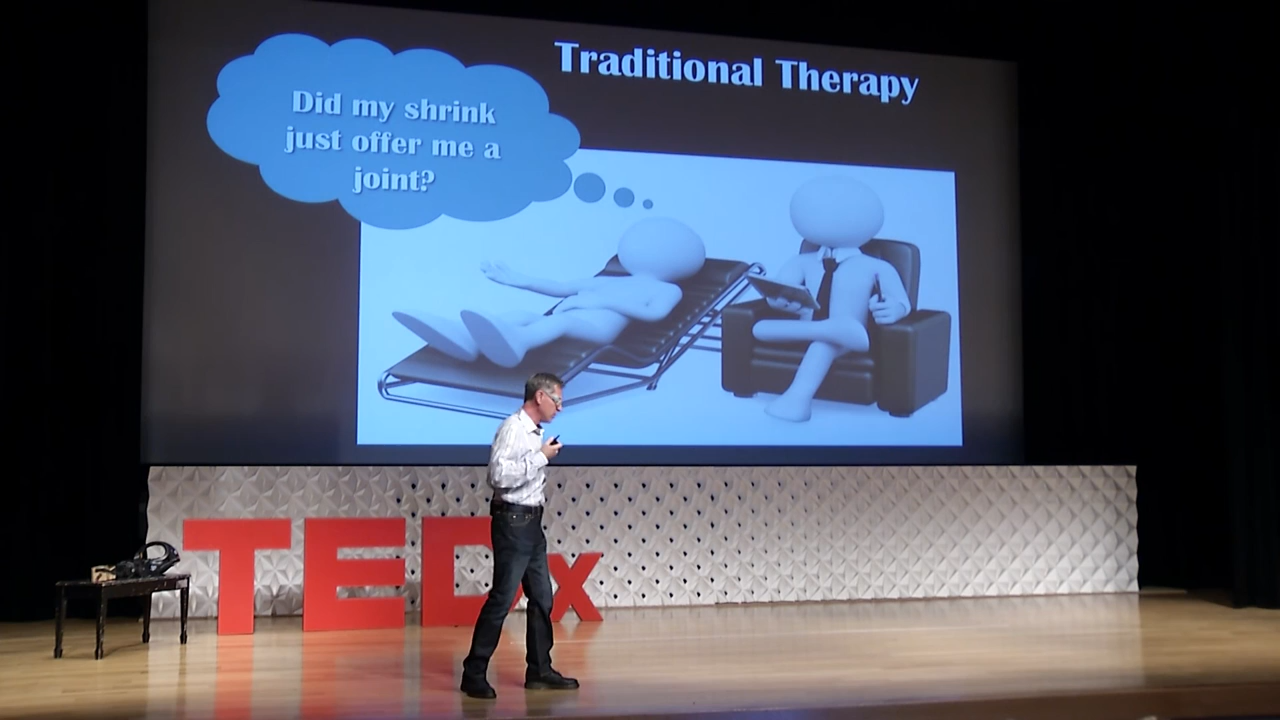 Traditional Therapy
Did my shrink
just offer me a
joint?
TEDx